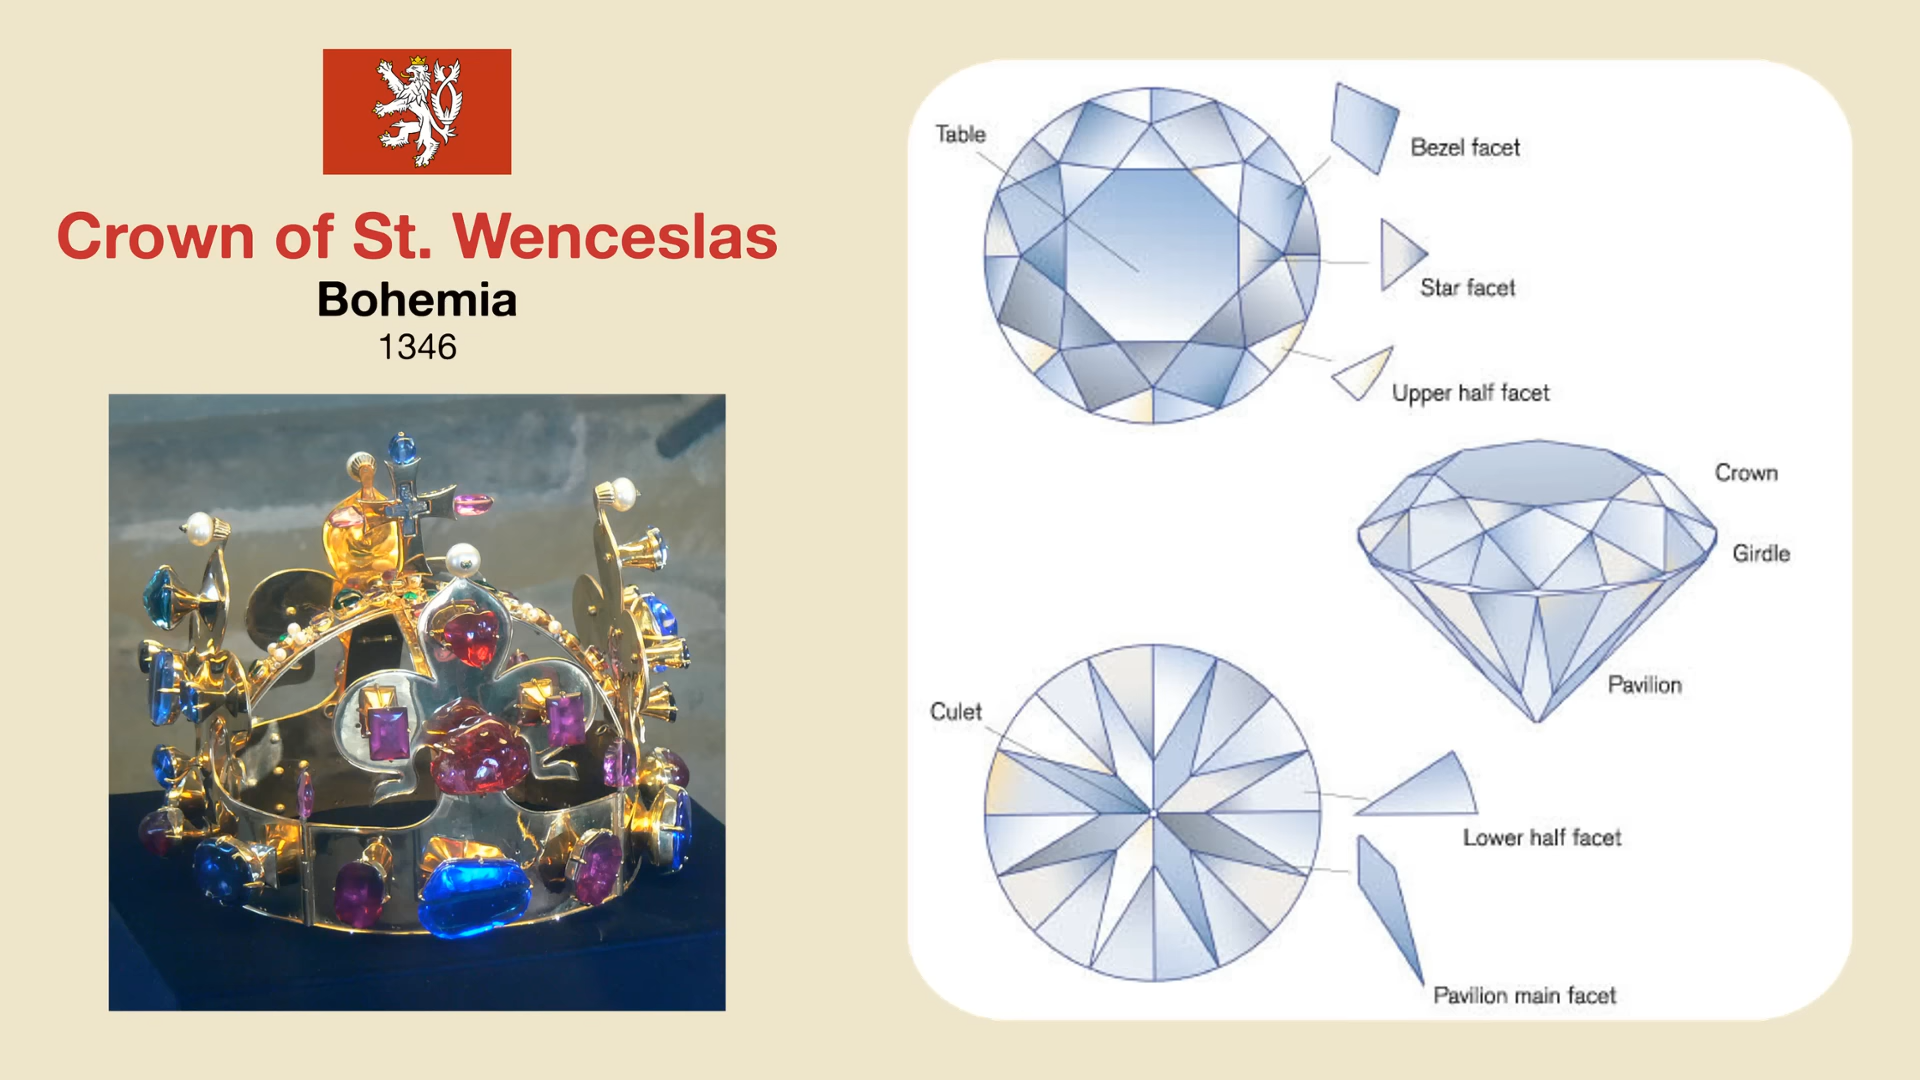 Crown of St. Wenceslas
Bohemia
1346
Table
Bezel facet
Star facet
Upper half facet
Crown
Girdle
Pavilion
Culet
Lower half facet
Pavilion main facet